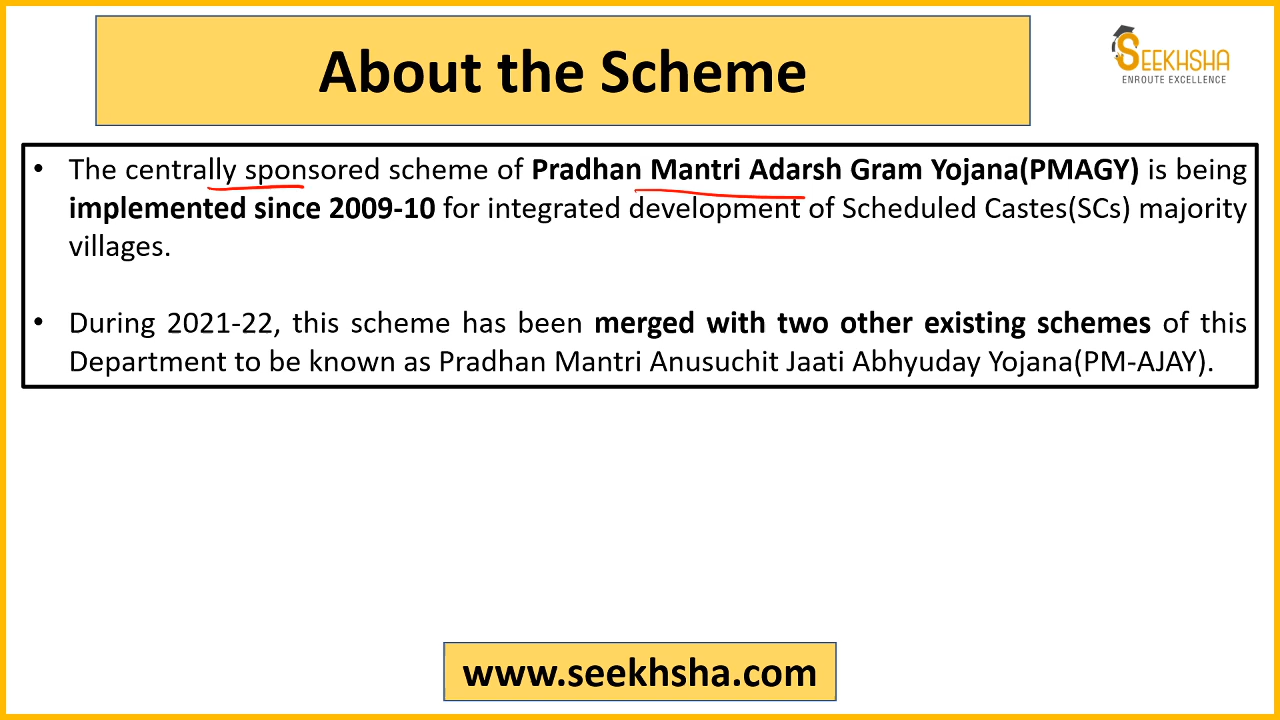 About the Scheme
SEEKHSHA
ENROUTE EXCELLENCE
• The centrally sponsored scheme of Pradhan Mantri Adarsh Gram Yojana(PMAGY) is being
implemented since 2009-10 for integrated development of Scheduled Castes(SCs) majority
villages.
• During 2021-22, this scheme has been merged with two other existing schemes of this
Department to be known as Pradhan Mantri Anusuchit Jaati Abhyuday Yojana(PM-AJAY).
www.seekhsha.com